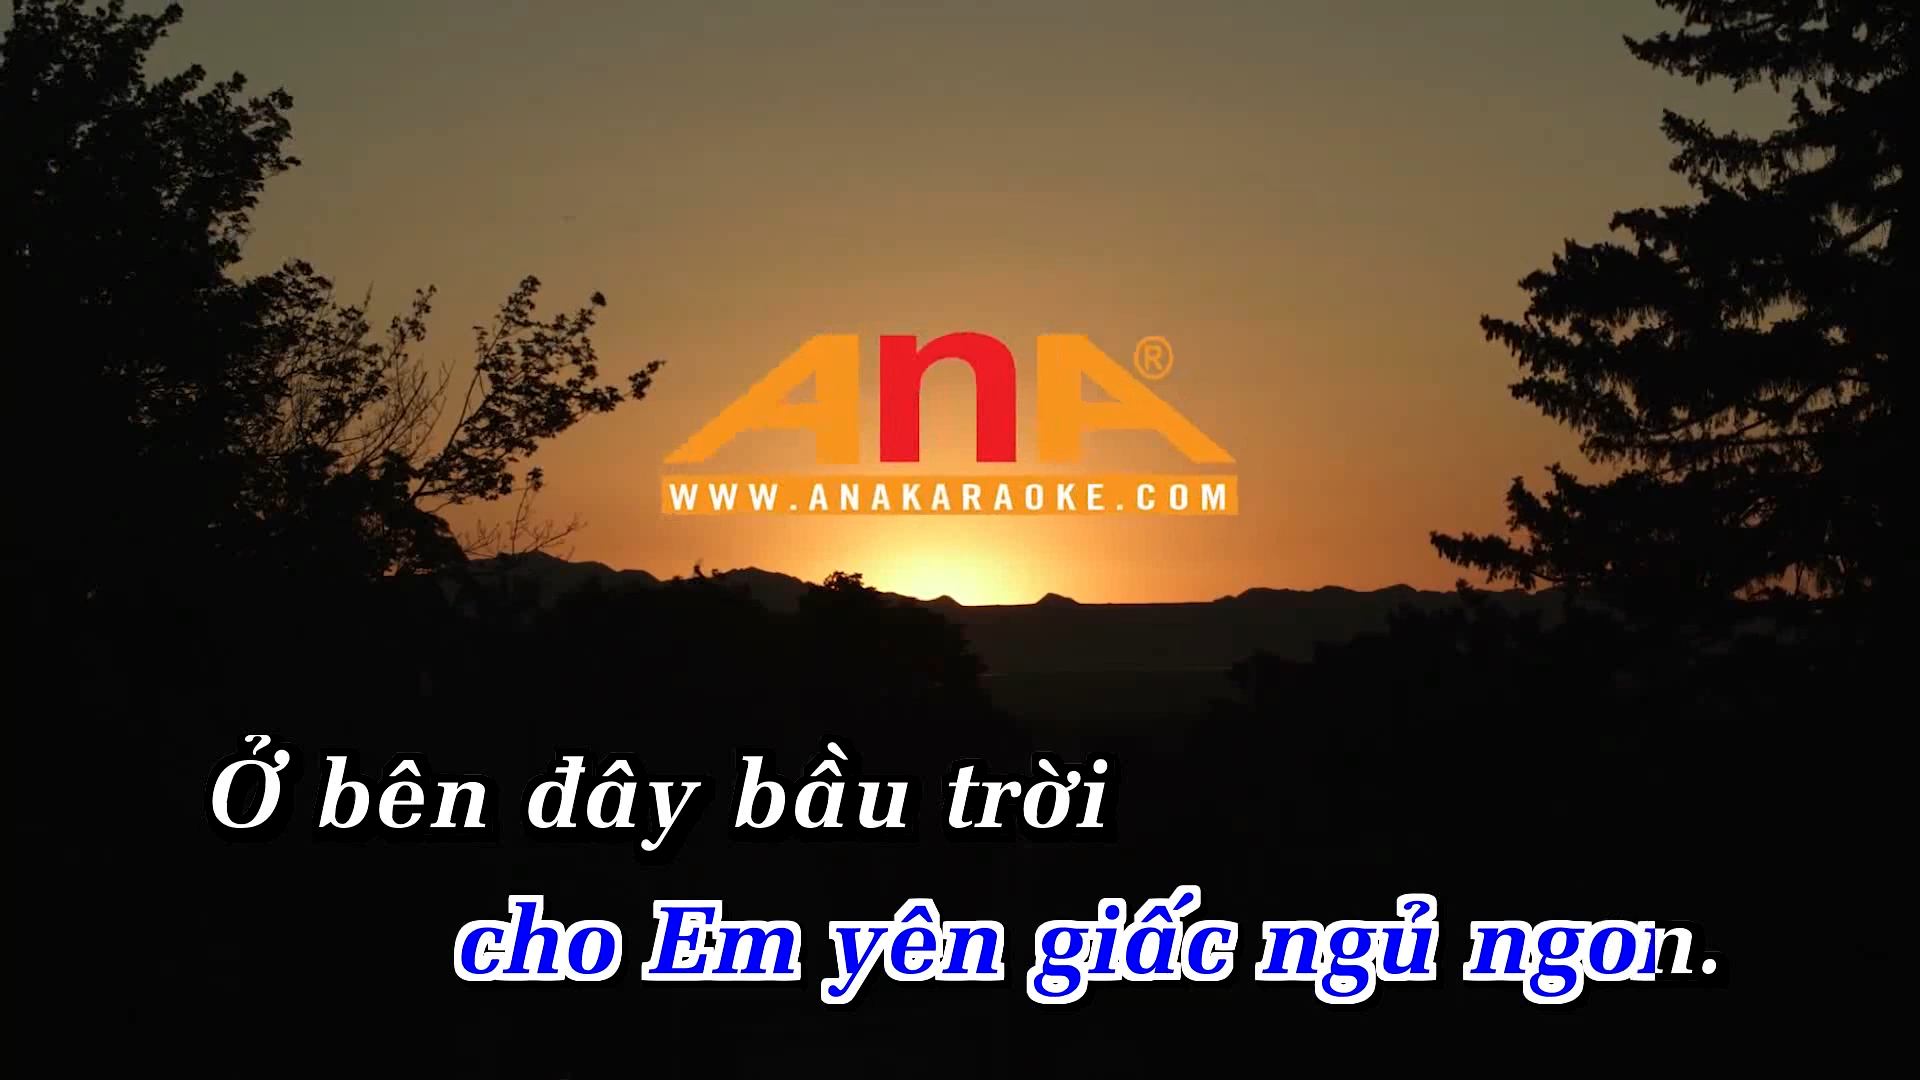 AnA®
WWW.ANAKARAOKE.COM
Ở bên đây bầu trời
cho Em yên giấc ngủ ngon.